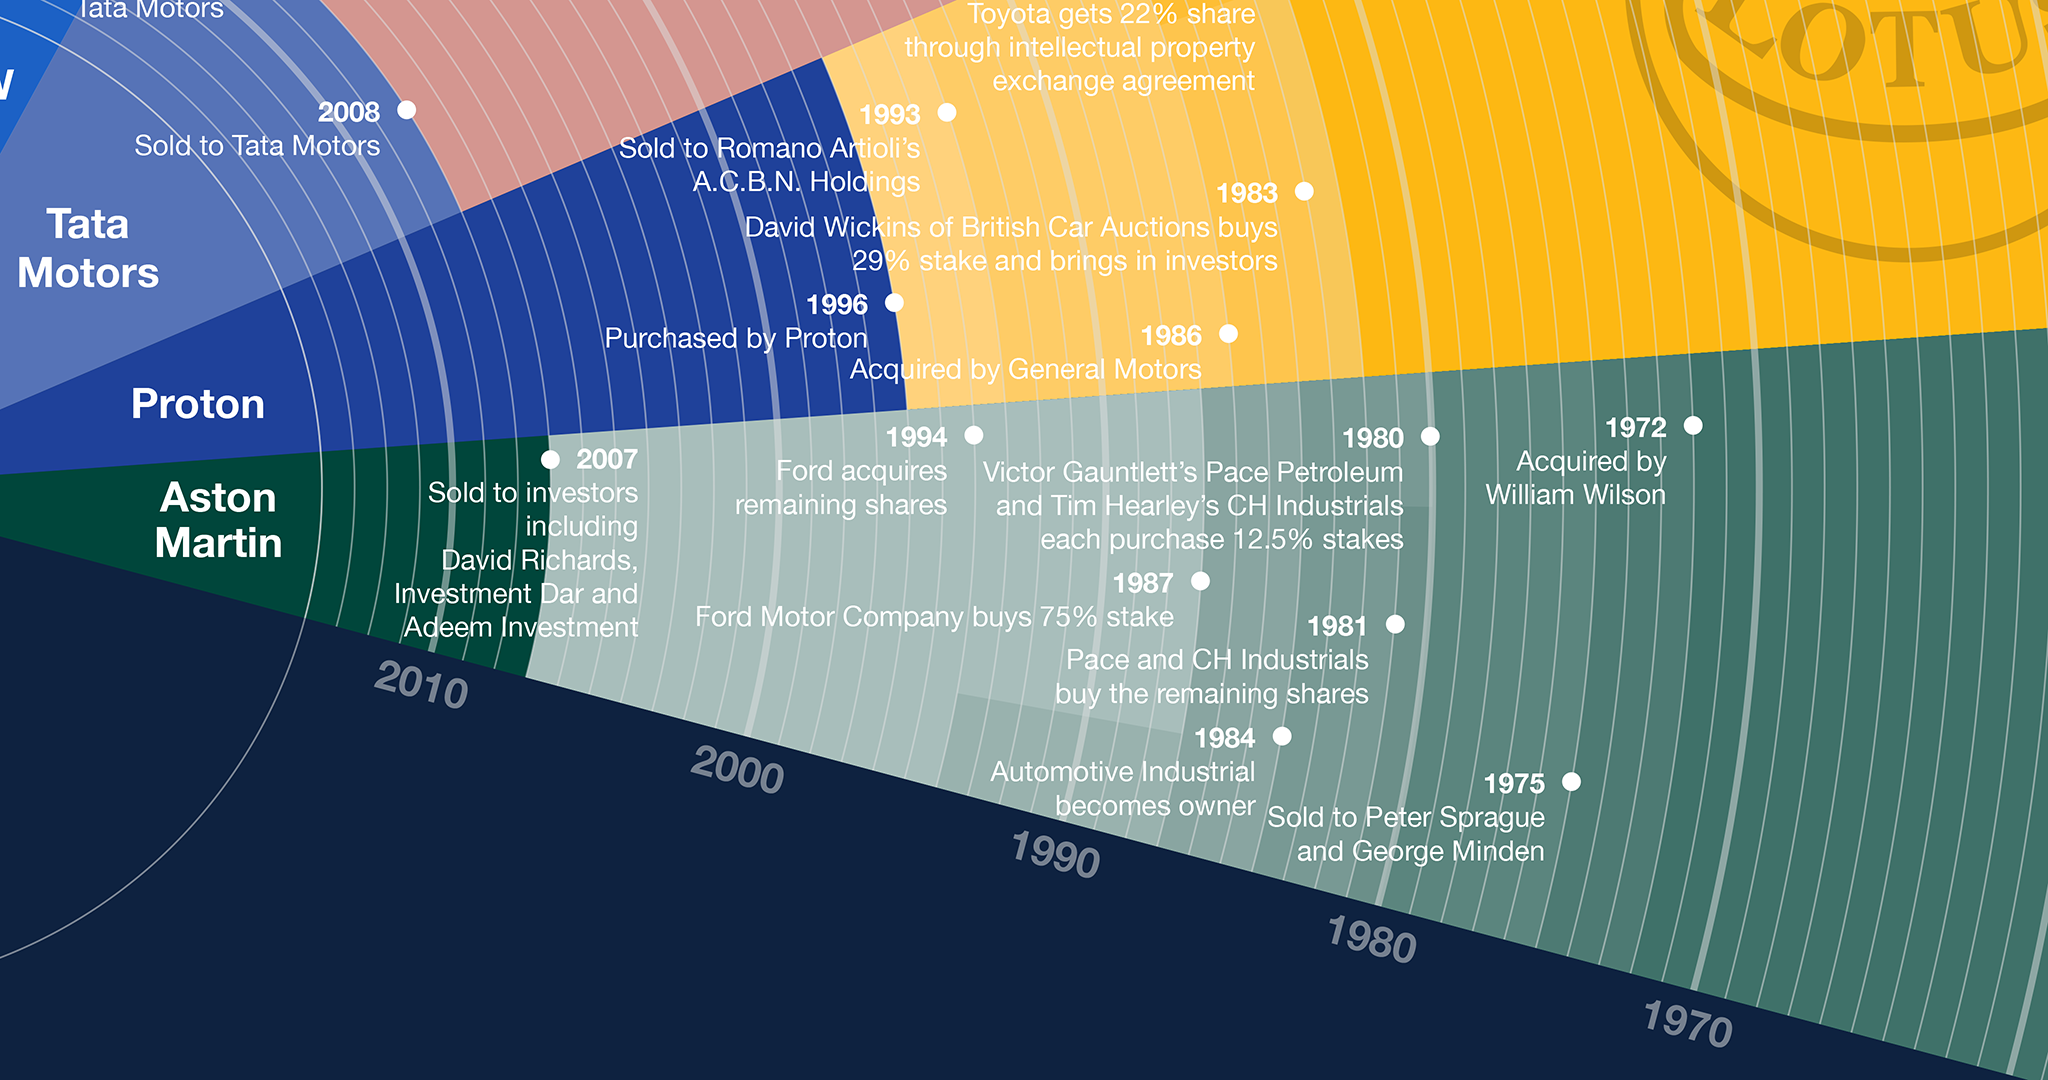 Tata Motors
2008
Sold to Tata Motors
Tata
Motors
Toyota gets 22% share
through intellectual property
exchange agreement
1993
Sold to Romano Artioli's
A.C.B.N. Holdings
1983
David Wickins of British Car Auctions buys
29% stake and brings in investors
1996
Purchased by Proton
1986
Acquired by General Motors
LOTUS
Proton
Aston
Martin
2007
Sold to investors
including
David Richards,
Investment Dar and
Adeem Investment
1994
Ford acquires
remaining shares
1980
Victor Gauntlett's Pace Petroleum
and Tim Hearley's CH Industrials
each purchase 12.5% stakes
1972
Acquired by
William Wilson
1987
Ford Motor Company buys 75% stake
1981
Pace and CH Industrials
buy the remaining shares
1984
Automotive Industrial
becomes owner
1975
Sold to Peter Sprague
and George Minden
2010
2000
1990
1980
1970